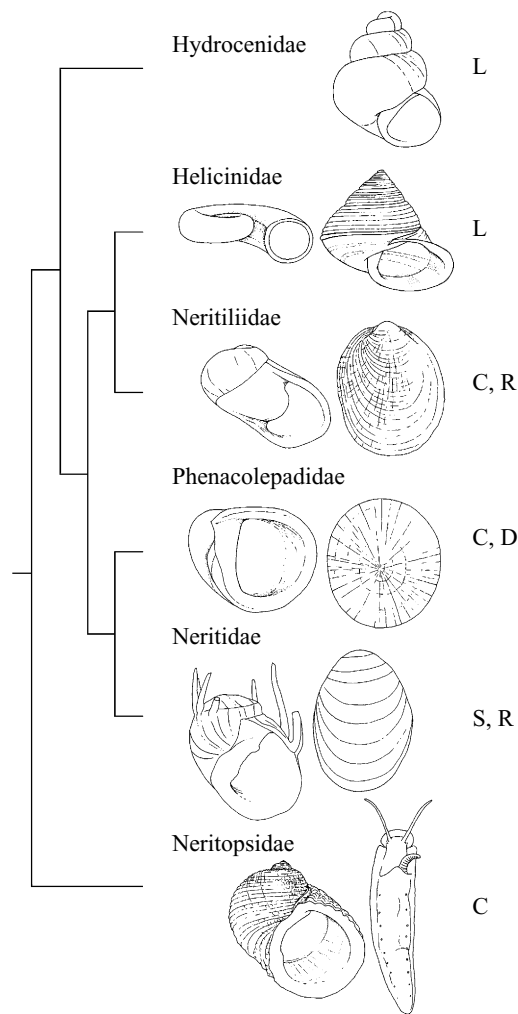 Hydrocenidae
L
Helicinidae
L
Neritiliidae
C, R
Phenacolepadidae
C, D
Neritidae
S, R
Neritopsidae
C